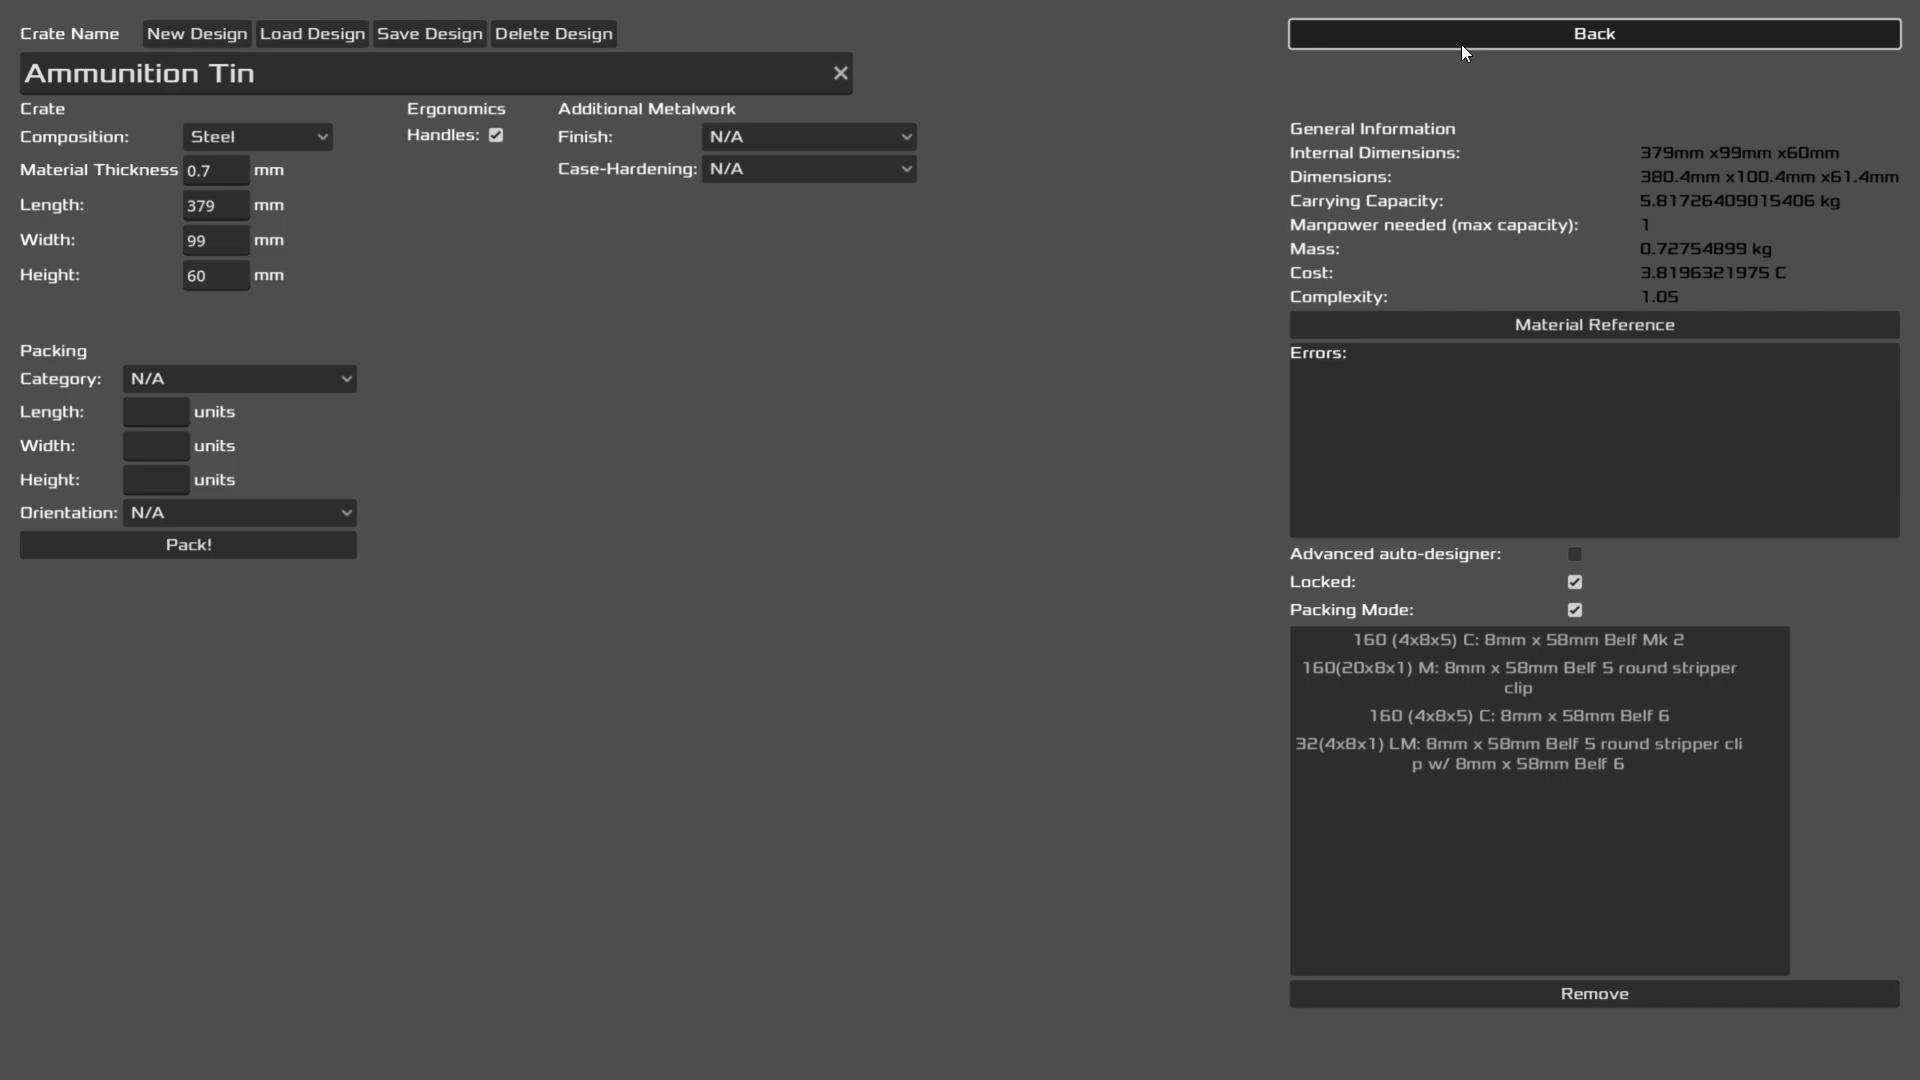 Crate Name New Design Load Design Save Design Delete Design
Back
Ammunition Tin
Crate
Ergonomics
Additional Metalwork
Composition: Steel
Handles:
Finish: N/A
Material Thickness 0.7 mm
Case-Hardening: N/A
Length: 379 mm
Width: 99 mm
Height: 60 mm
Packing
Category: N/A
Length: units
Width: units
Height: units
Orientation: N/A
Pack!
General Information
Internal Dimensions: 379mm x99mm x60mm
Dimensions: 380.4mm x100.4mm x61.4mm
Carrying Capacity: 5.81726409015406 kg
Manpower needed (max capacity): 1
Mass: 0.72754899 kg
Cost: 3.8196321975 C
Complexity: 1.05
Material Reference
Errors:
Advanced auto-designer:
Locked:
Packing Mode:
160 (4x8x5) C: 8mm x 58mm Belf Mk 2
160(20x8x1) M: 8mm x 58mm Belf 5 round stripper
clip
160 (4x8x5) C: 8mm x 58mm Belf 6
32(4x8x1) LM: 8mm x 58mm Belf 5 round stripper cli
p w/ 8mm x 58mm Belf 6
Remove